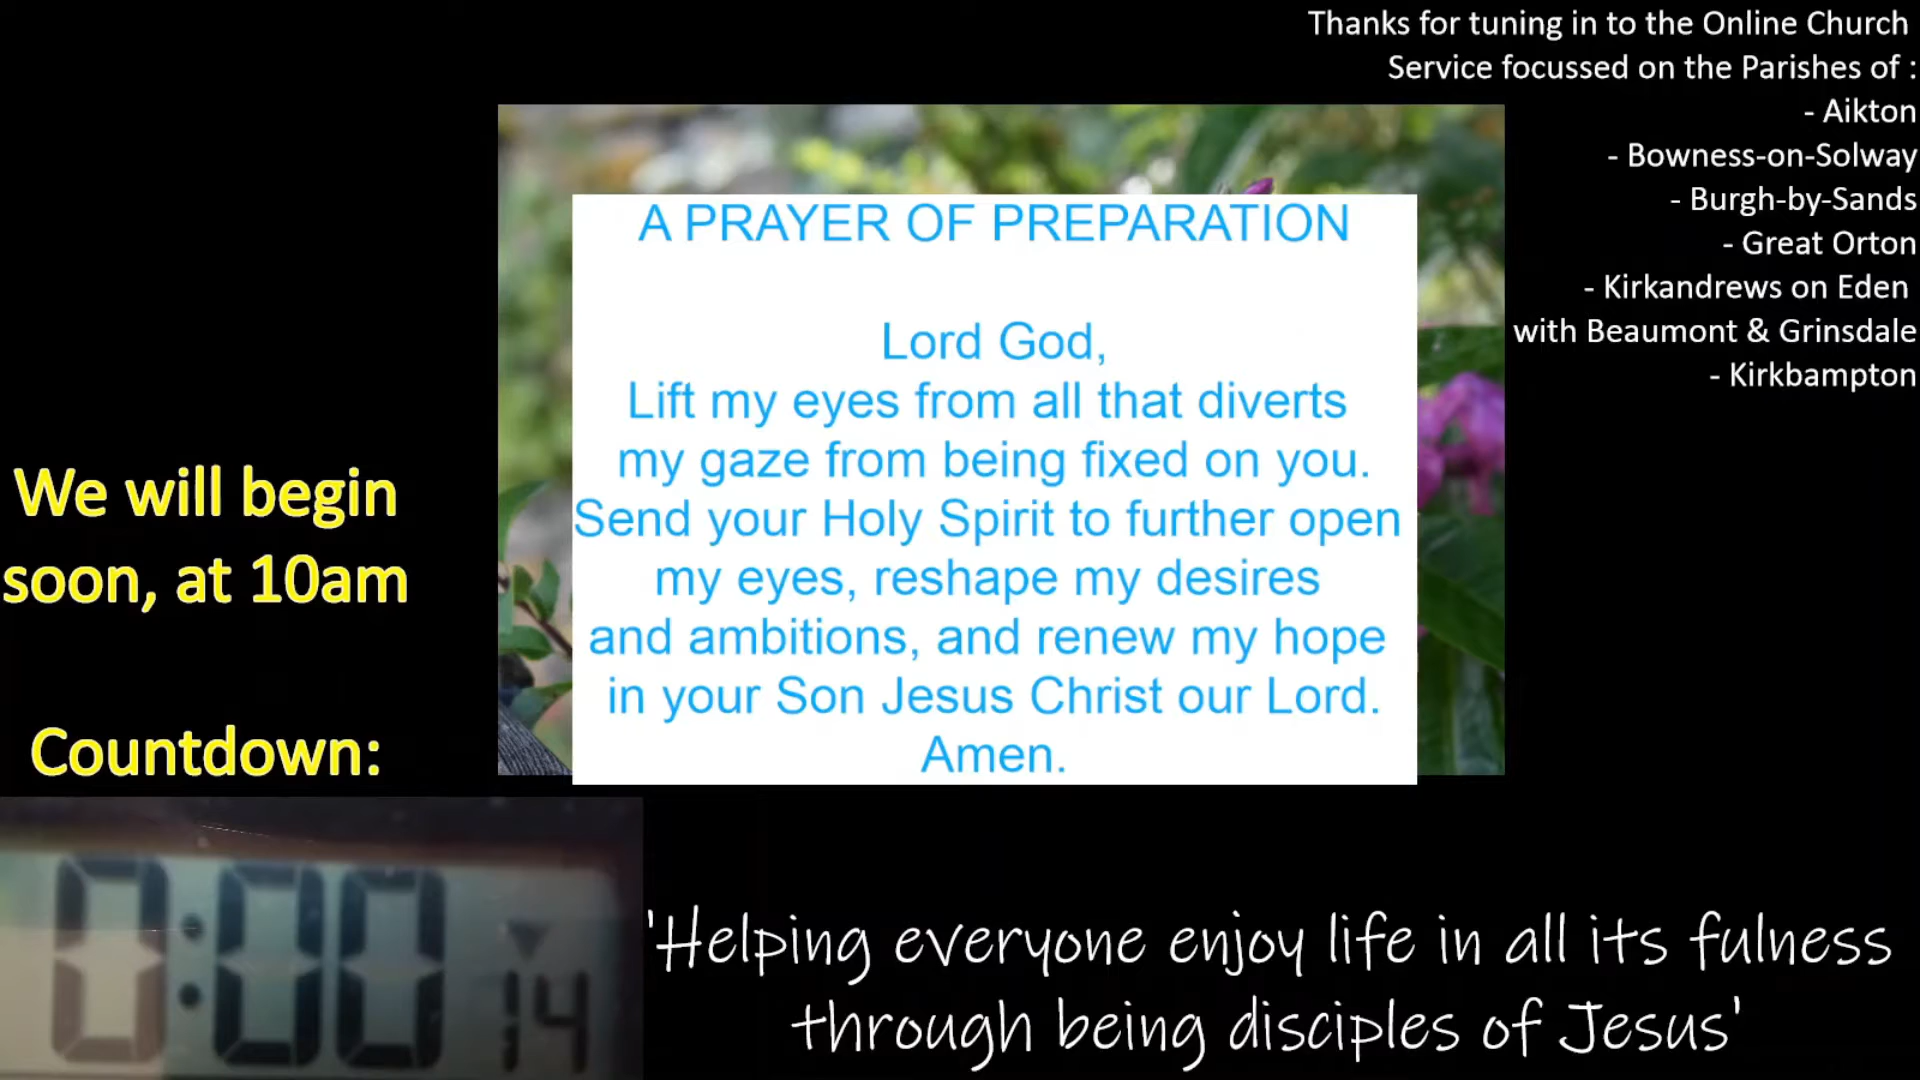 Thanks for tuning in to the Online Church
Service focussed on the Parishes of :
- Aikton
- Bowness-on-Solway
- Burgh-by-Sands
- Great Orton
- Kirkandrews on Eden
with Beaumont & Grinsdale
- Kirkbampton
A PRAYER OF PREPARATION
Lord God,
Lift my eyes from all that diverts
my gaze from being fixed on you.
Send your Holy Spirit to further open
my eyes, reshape my desires
and ambitions, and renew my hope
in your Son Jesus Christ our Lord.
Amen.
We will begin
soon, at 10am
Countdown:
0:00 14
'Helping everyone enjoy life in all its fulness
through being disciples of Jesus'